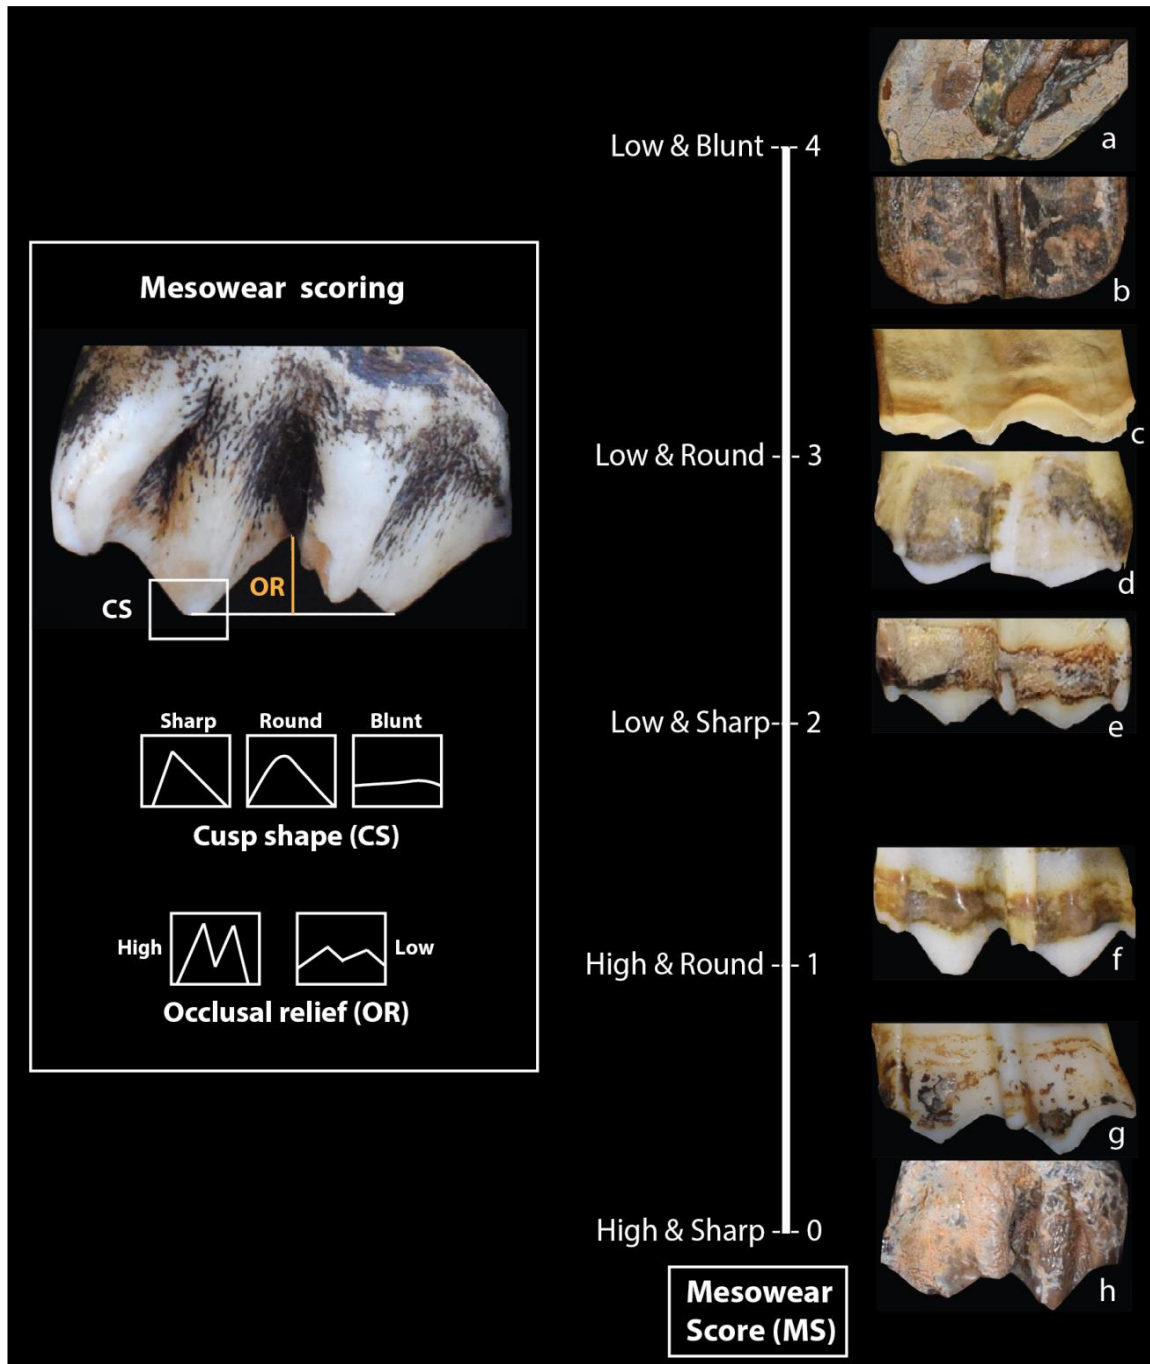 Mesowear scoring
OR
CS
Sharp Round Blunt
Cusp shape (CS)
High Low
Occlusal relief (OR)
Low & Blunt 4
Low & Round 3
Low & Sharp 2
High & Round 1
High & Sharp 0
Mesowear
Score (MS)
a
b
c
d
e
f
g
h